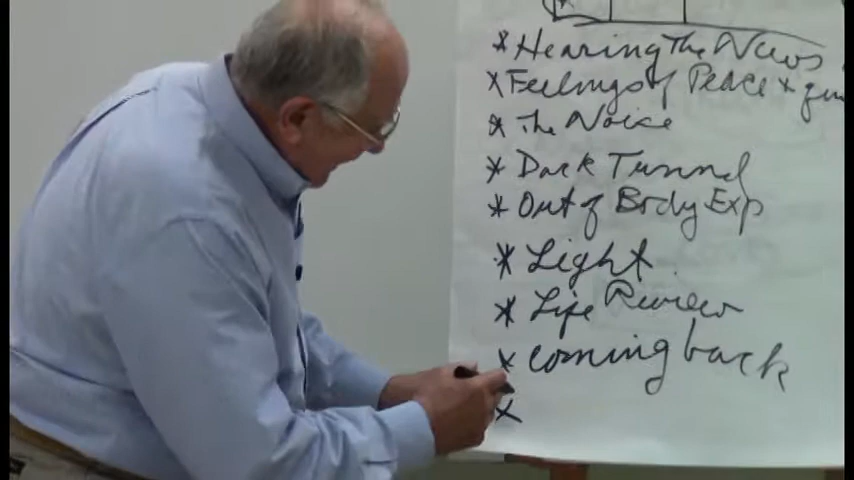 * Hearing The News
* Feelings of Peace +
* The Noise
* Dark Tunnel
* Out of Body Exp
* Light
* Life Review
* coming back
*